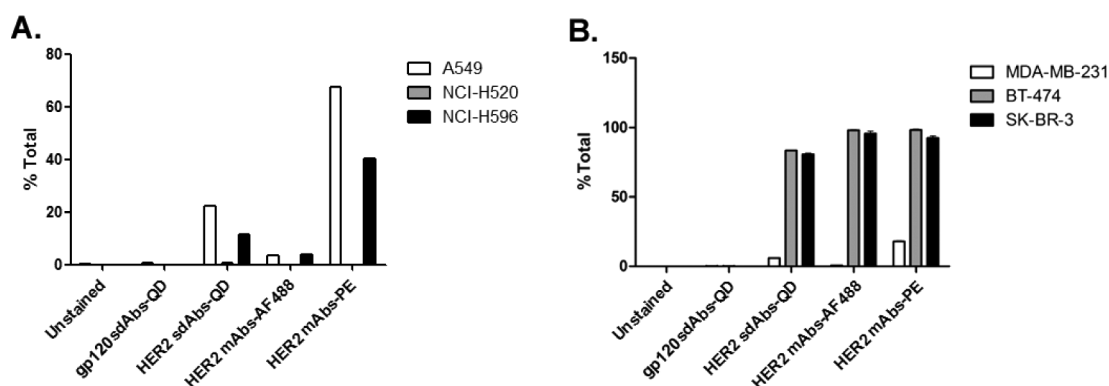 A.
80
60
40
20
0
% Total
A549
NCI-H520
NCI-H596
Unstained
gp120 sdAbs-QD
HER2 sdAbs-QD
HER2 mAbs-AF488
HER2 mAbs-PE
B.
150
100
50
0
%Total
MDA-MB-231
BT-474
SK-BR-3
Unstained
gp120 sdAbs-QD
HER2 sdAbs-QD
HER2 mAbs-AF488
HER2 mAbs-PE